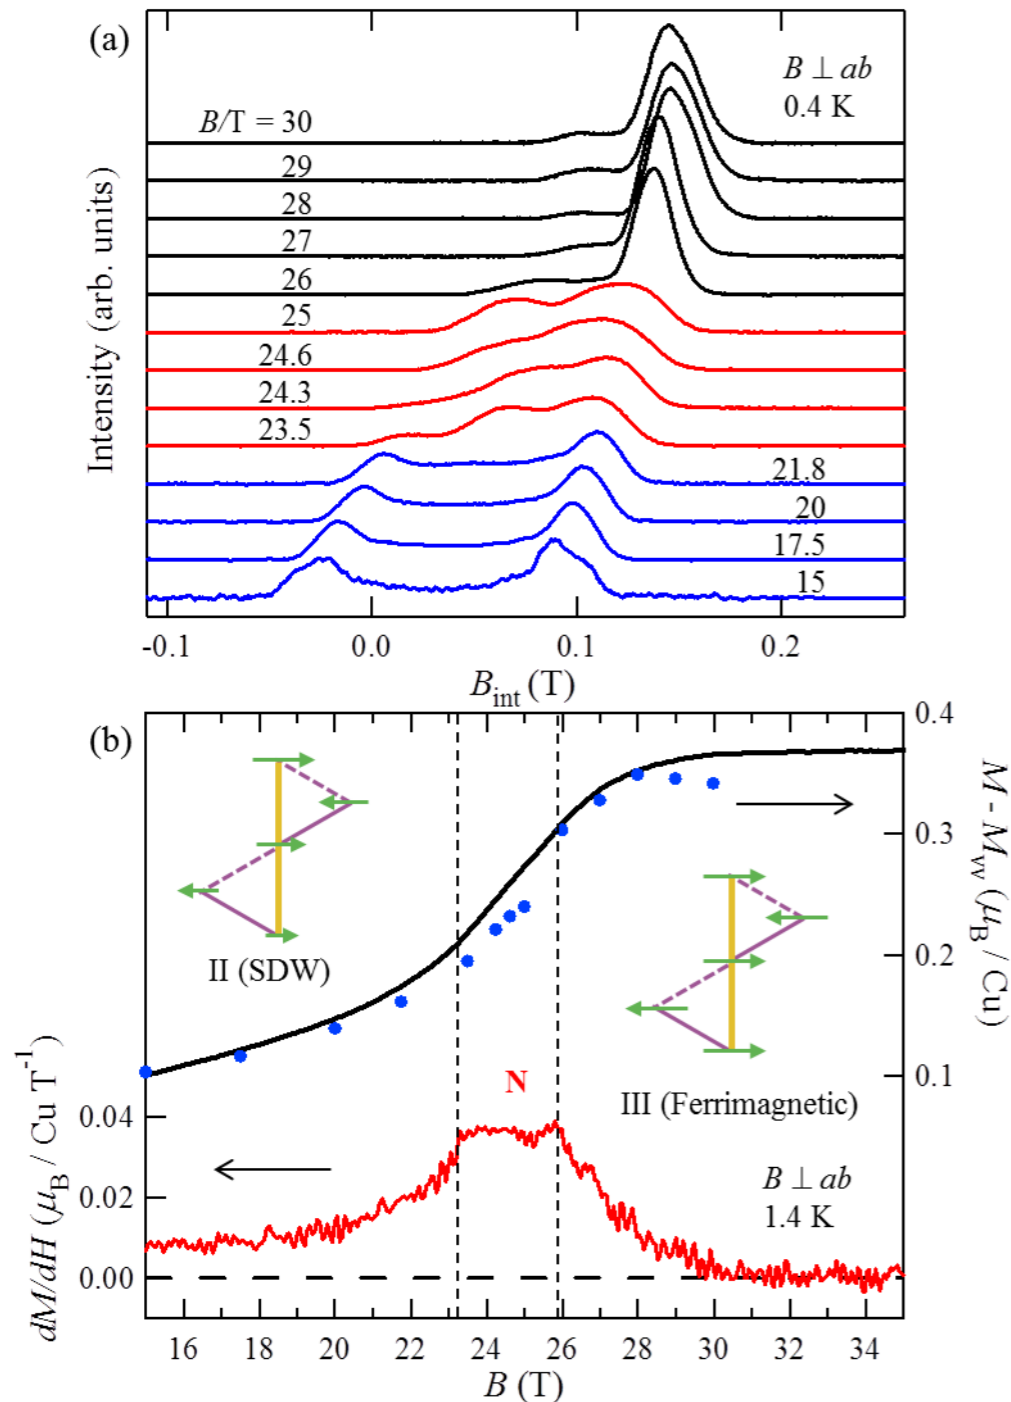 (a)
B ⊥ ab
0.4 K
B/T = 30
29
28
27
26
25
24.6
24.3
23.5
21.8
20
17.5
15
Intensity (arb. units)
-0.1 0.0 0.1 0.2
B_int (T)
(b)
0.4
0.3
0.2
0.1
M - M_VV (μ_B / Cu)
II (SDW)
N
III (Ferrimagnetic)
B ⊥ ab
1.4 K
0.04
0.02
0.00
dM/dH (μ_B / Cu T^-1)
16 18 20 22 24 26 28 30 32 34
B (T)